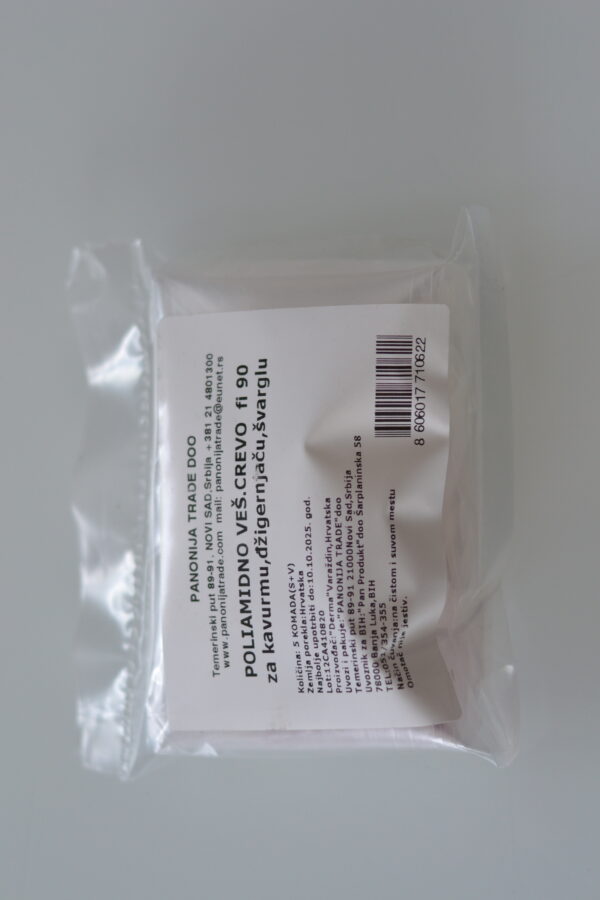 PANONIJA TRADE DOO
Temerinski put 89-91. NOVI SAD.Srbija +381 21 4801300
www.panonijatrade.com mail: panonijatrade@eunet.rs
POLIAMIDNO VEŠ.CREVO fi 90
za kavurmu,džigernjaču,švarglu
Količina: 5 KOMADA(S+V)
Zemlja porekla:Hrvatska
Najbolje upotrebiti do:10.10.2025. god.
Lot:12CA410B20
Proizvođač:"Derma"Varaždin,Hrvatska
Uvozi i pakuje:"PANONIJA TRADE"doo
Temerinski put 89-91 21000Novi Sad,Srbija
Uvoznik za BIH:"Pan Produkt"doo Šarplaninska 58
78000 Banja Luka,BIH
TEL:051/354-355
Način čuvanja:na čistom i suvom mestu
Omotač nije jestiv.
8 606017 710622